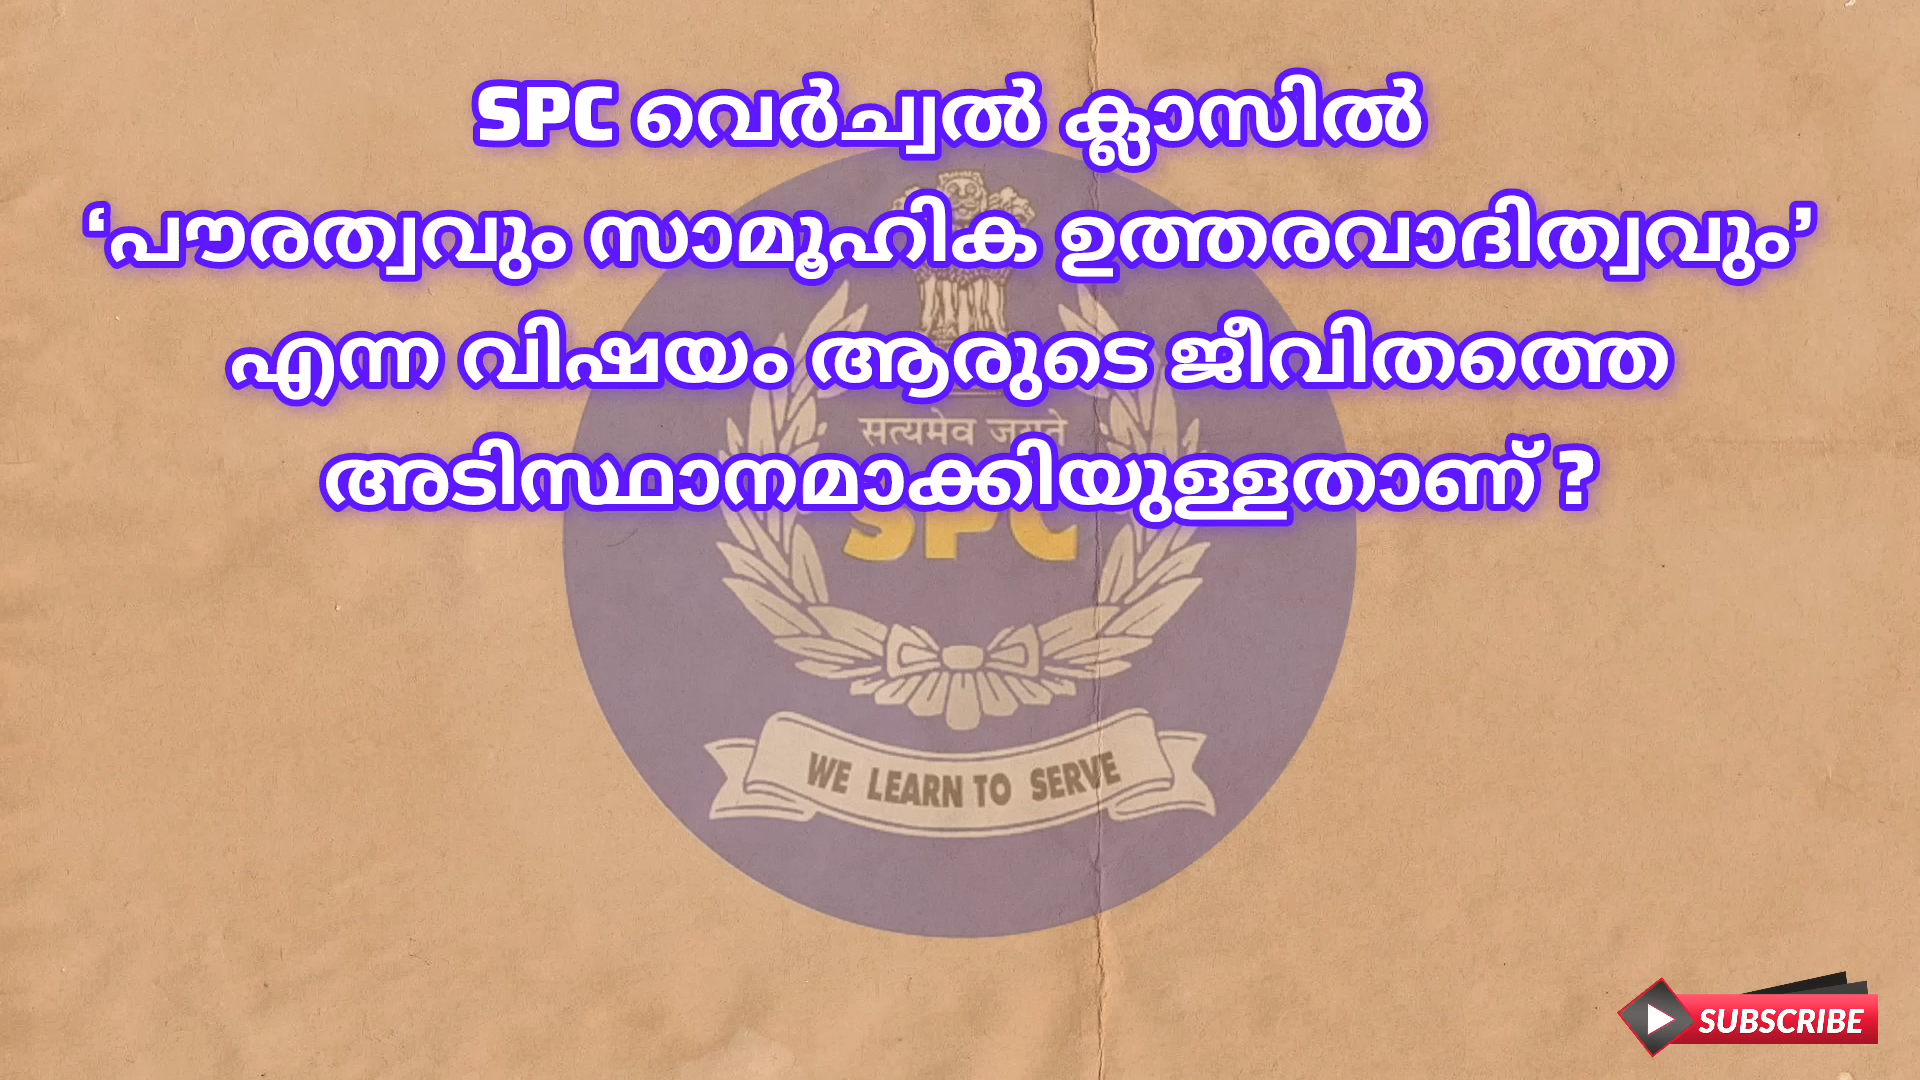 SPC വെർച്വൽ ക്ലാസിൽ
‘പൗരത്വവും സാമൂഹിക ഉത്തരവാദിത്വവും’
എന്ന വിഷയം ആരുടെ ജീവിതത്തെ
അടിസ്ഥാനമാക്കിയുള്ളതാണ് ?
सत्यमेव जयते
SPC
WE LEARN TO SERVE
SUBSCRIBE